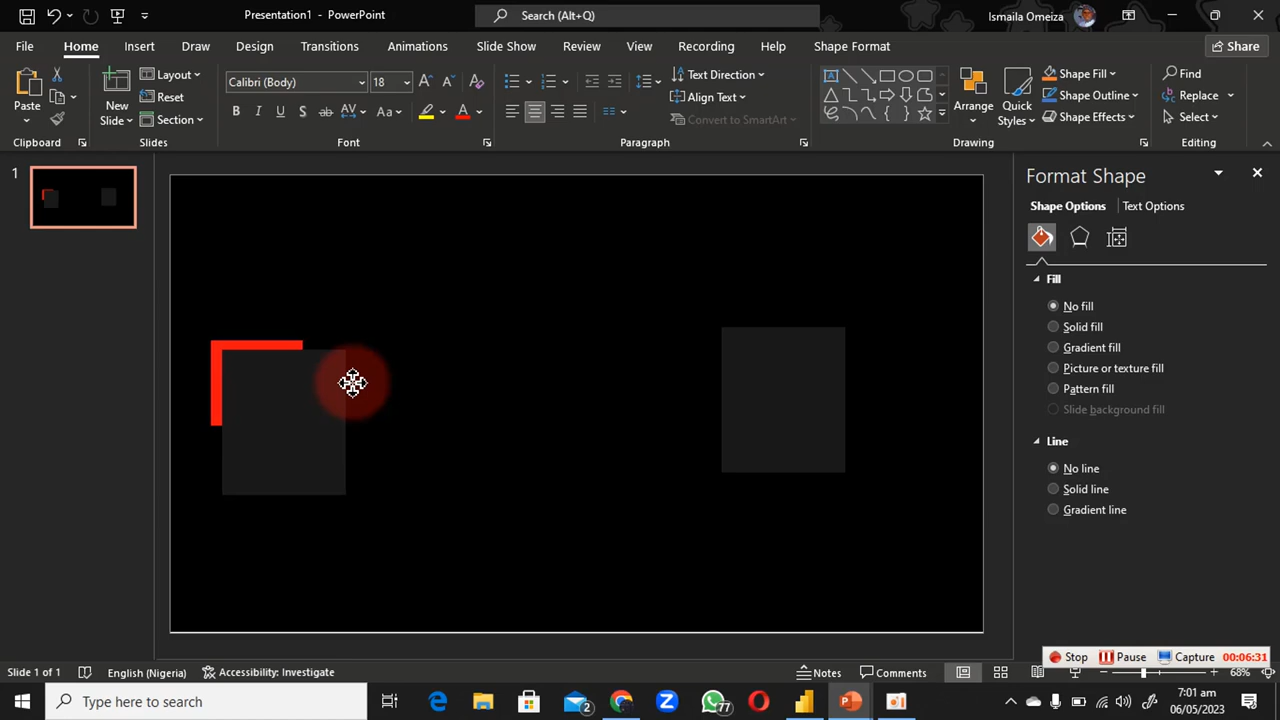 Presentation1 - PowerPoint
Search (Alt+Q)
Ismaila Omeiza
File Home Insert Draw Design Transitions Animations Slide Show Review View Recording Help Shape Format Share
Paste
New Slide
Layout
Reset
Section
Calibri (Body) 18
B I U S ab AV Aa A
Text Direction
Align Text
Convert to SmartArt
Arrange
Quick Styles
Shape Fill
Shape Outline
Shape Effects
Find
Replace
Select
Clipboard Slides Font Paragraph Drawing Editing
1
Format Shape
Shape Options Text Options
Fill
No fill
Solid fill
Gradient fill
Picture or texture fill
Pattern fill
Slide background fill
Line
No line
Solid line
Gradient line
Stop Pause Capture 00:06:31
Slide 1 of 1 English (Nigeria) Accessibility: Investigate Notes Comments 68%
Type here to search
2
77
7:01 am
06/05/2023